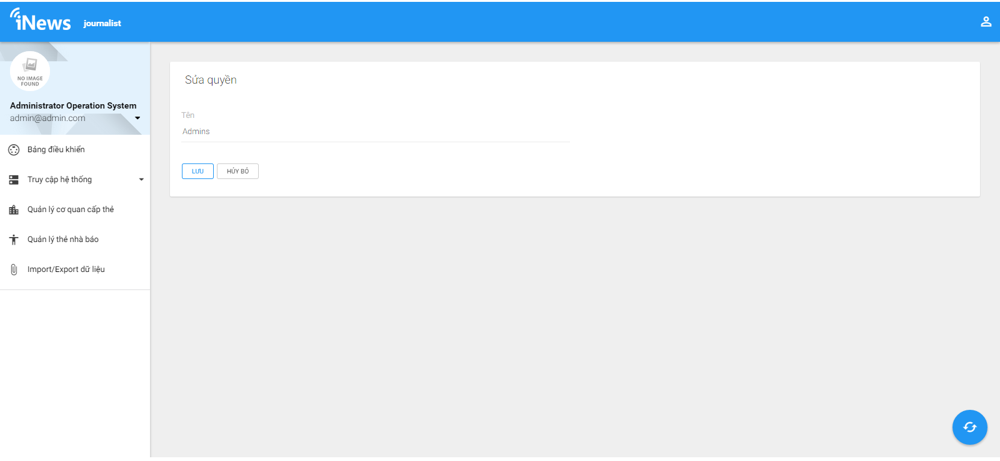 iNews journalist
NO IMAGE
FOUND
Administrator Operation System
admin@admin.com
Bảng điều khiển
Truy cập hệ thống
Quản lý cơ quan cấp thẻ
Quản lý thẻ nhà báo
Import/Export dữ liệu
Sửa quyền
Tên
Admins
LƯU HỦY BỎ